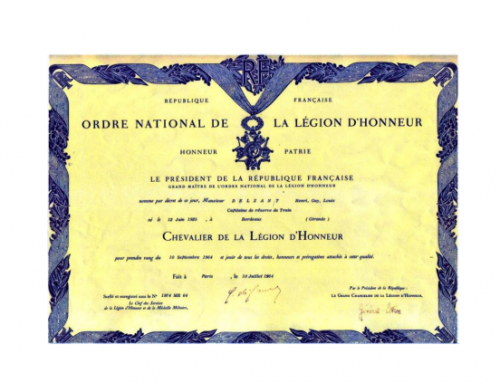 RF
RÉPUBLIQUE FRANÇAISE
ORDRE NATIONAL DE LA LÉGION D'HONNEUR
HONNEUR PATRIE
LE PRÉSIDENT DE LA RÉPUBLIQUE FRANÇAISE
GRAND MAÎTRE DE L'ORDRE NATIONAL DE LA LÉGION D'HONNEUR
nomme par décret de ce jour, Monsieur DELZANT Henri, Guy, Louis
Capitaine de réserve du Train
né le 18 Juin 1920 , à Bordeaux (Gironde)
CHEVALIER DE LA LÉGION D'HONNEUR
pour prendre rang du 16 Septembre 1964 et jouir de tous les droits, honneurs et prérogatives attachés à cette qualité.
Fait à Paris , le 10 Juillet 1964
Par le Président de la République :
Scellé et enregistré sous le N° 64
LE GRAND CHANCELIER DE LA LÉGION D'HONNEUR,
Le Chef des Services
de la Légion d'Honneur et de la Médaille Militaire,